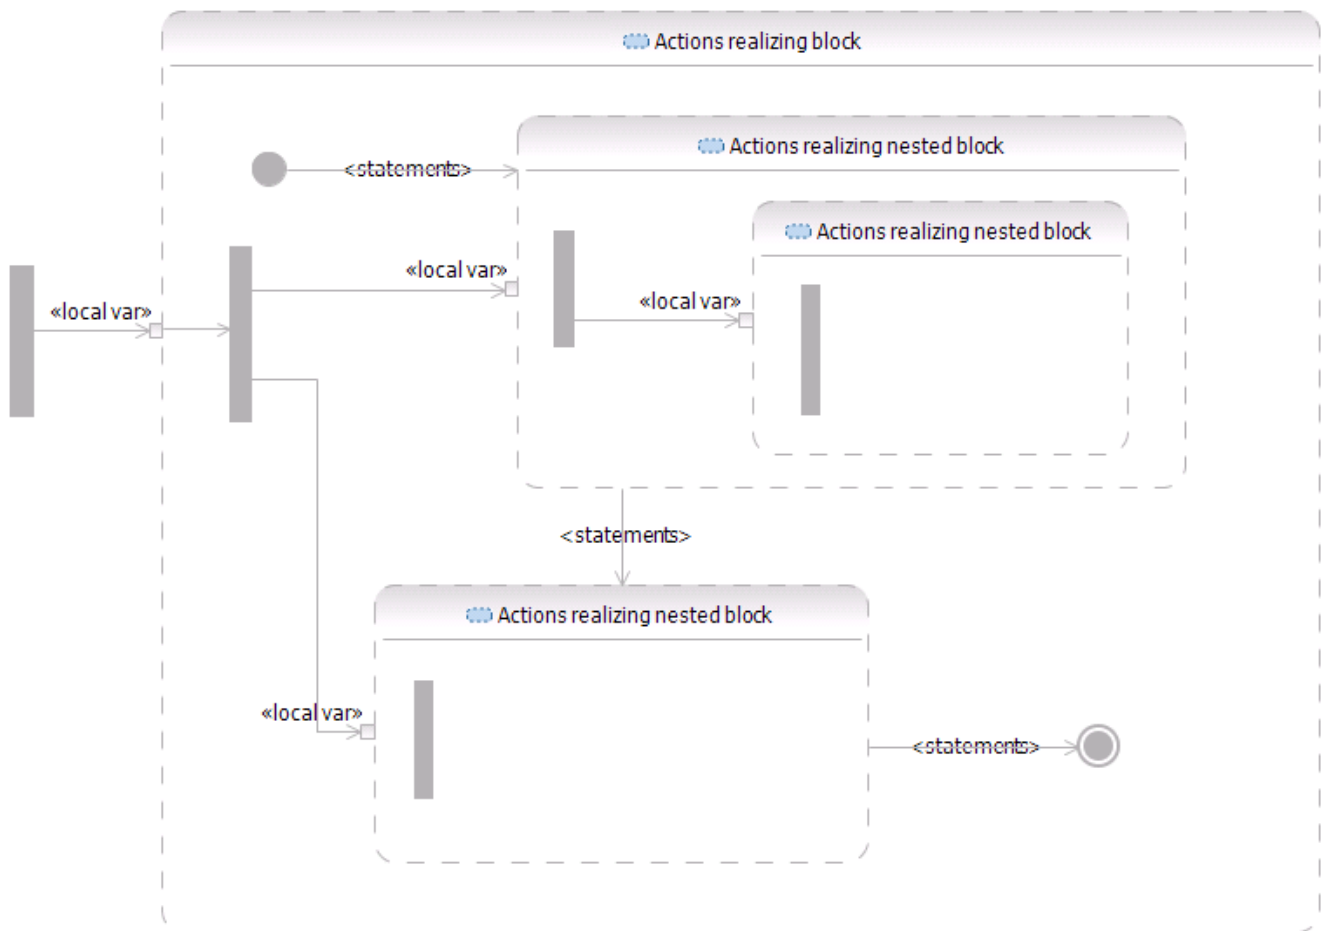 Actions realizing block
Actions realizing nested block
<statements>
Actions realizing nested block
«local var»
«local var»
«local var»
<statements>
Actions realizing nested block
«local var»
<statements>